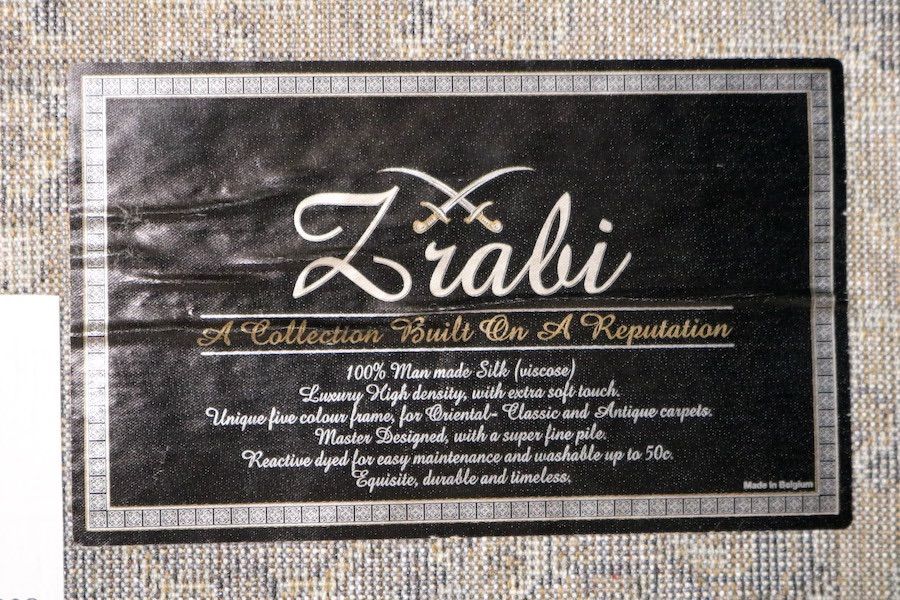 Zrabi
A Collection Built On A Reputation
100% Man made Silk (viscose)
Luxury High density, with extra soft touch.
Unique five colour frame, for Oriental- Classic and Antique carpets.
Master Designed, with a super fine pile.
Reactive dyed for easy maintenance and washable up to 50c.
Equisite, durable and timeless.
Made in Belgium